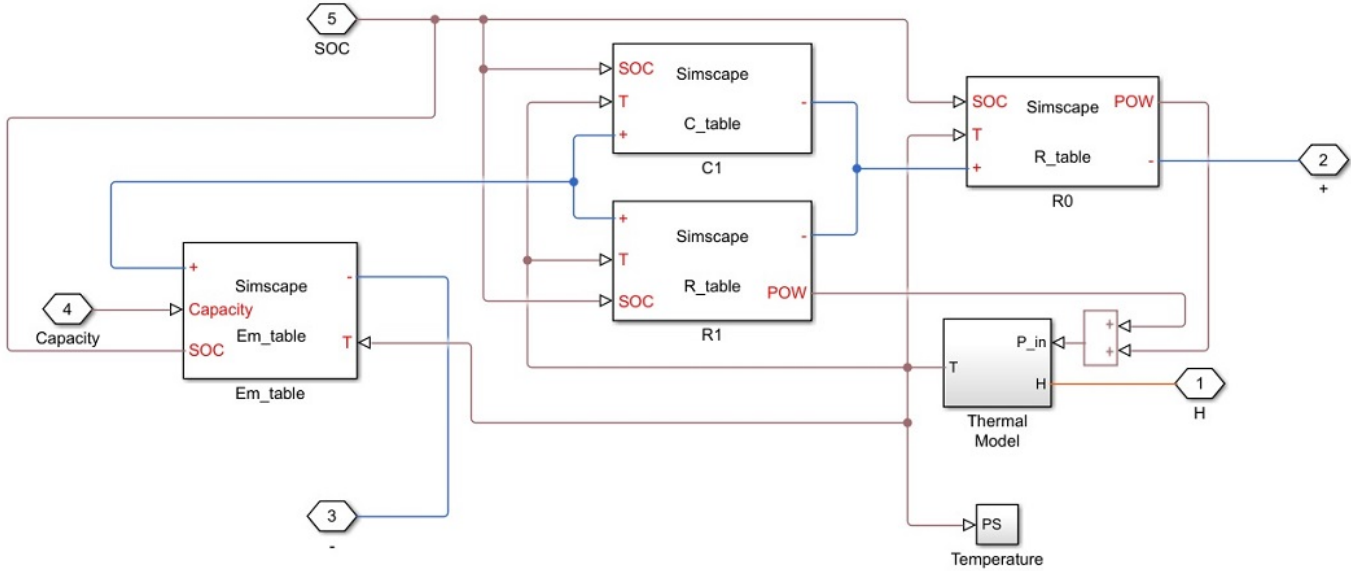 5
SOC
SOC
Simscape
T
C_table
+
-
C1
SOC
Simscape
POW
T
R_table
+
-
R0
2
+
+
Simscape
-
T
R_table
SOC
POW
R1
+
Simscape
-
4
Capacity
Capacity
Em_table
T
SOC
Em_table
P_in
T
H
Thermal
Model
+
+
1
H
3
-
PS
Temperature